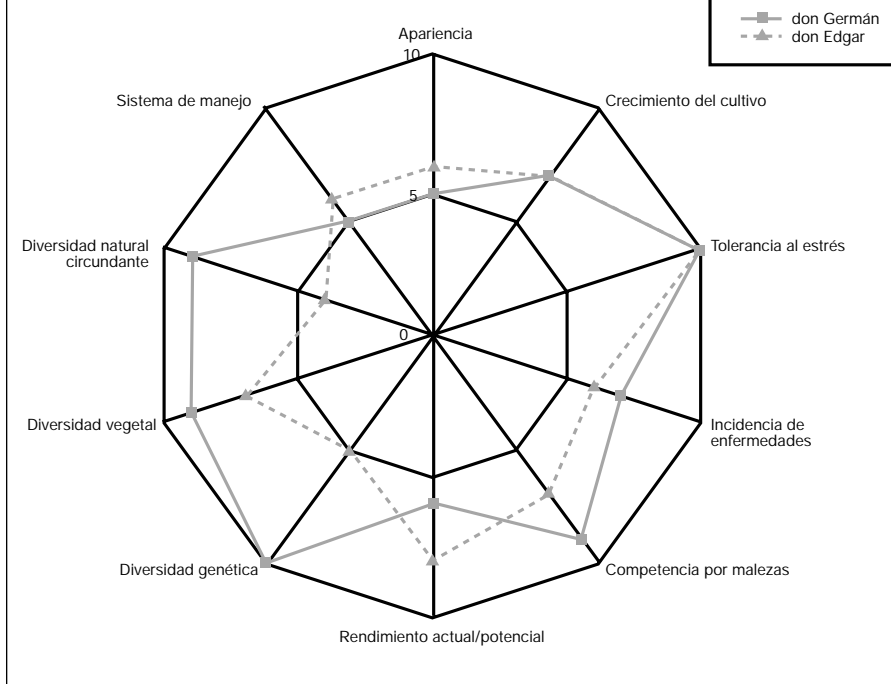 don Germán
don Edgar
Apariencia
10
Sistema de manejo
Crecimiento del cultivo
5
Diversidad natural
circundante
Tolerancia al estrés
0
Diversidad vegetal
Incidencia de
enfermedades
Diversidad genética
Competencia por malezas
Rendimiento actual/potencial